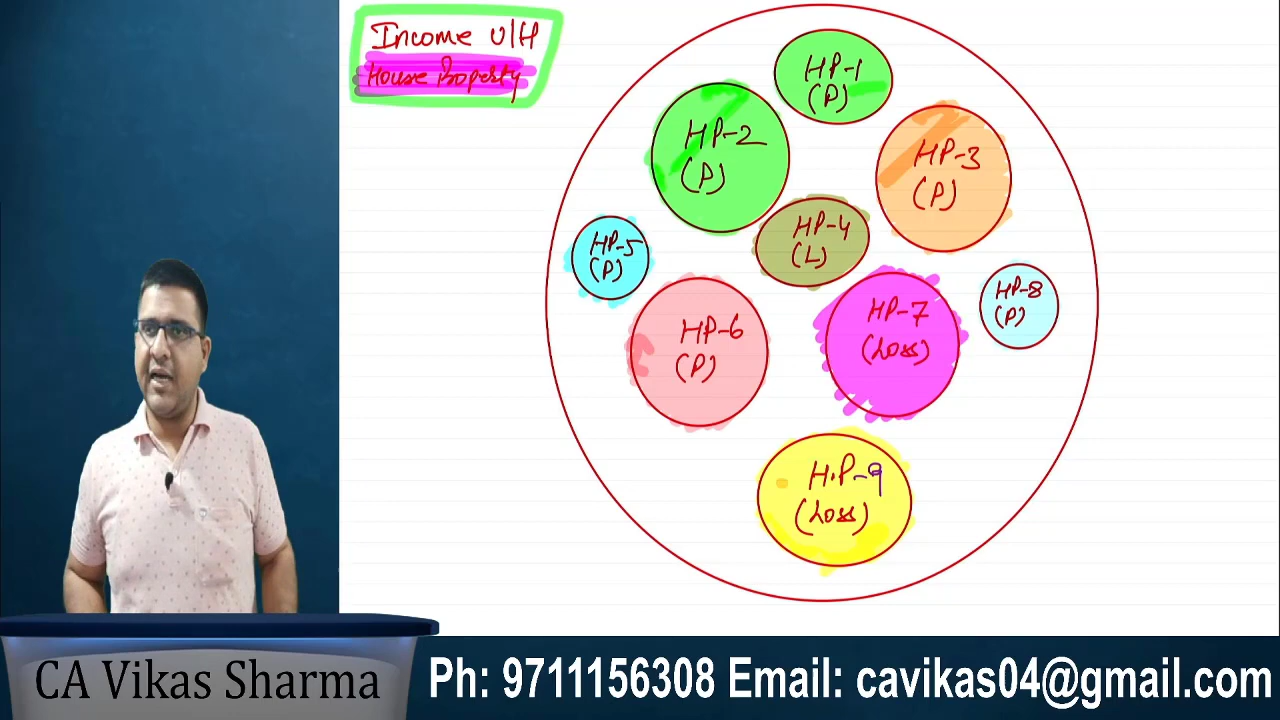 Income U/H
House Property
HP-1
(P)
HP-2
(P)
HP-3
(P)
HP-4
(L)
HP-5
(P)
HP-6
(P)
HP-7
(Loss)
HP-8
(P)
H.P-9
(Loss)
CA Vikas Sharma
Ph: 9711156308 Email: cavikas04@gmail.com